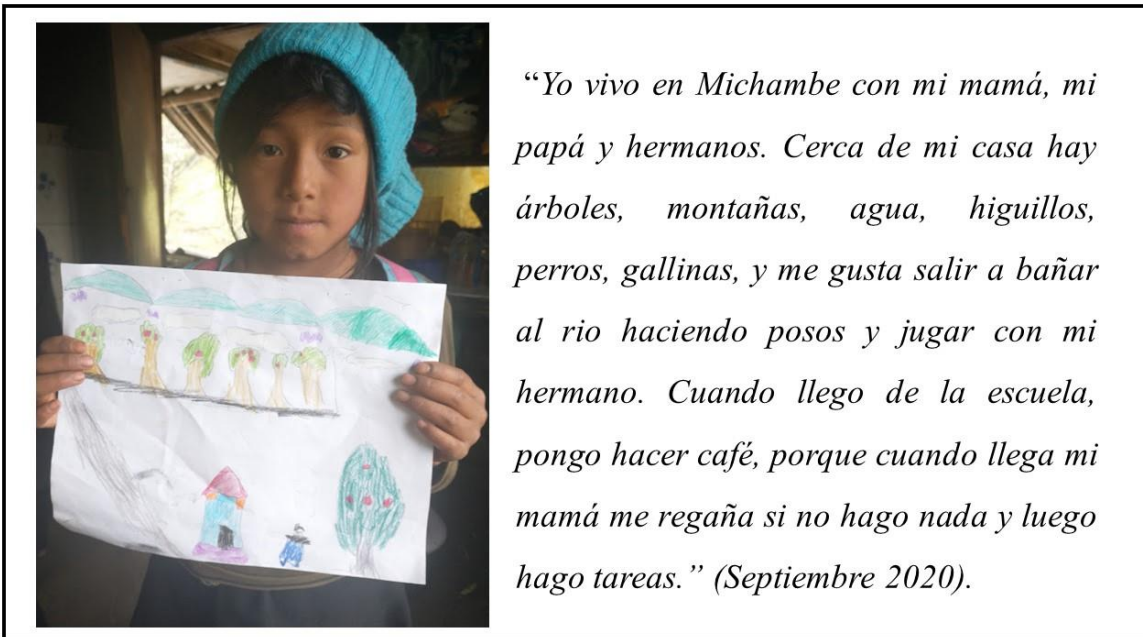 “Yo vivo en Michambe con mi mamá, mi
papá y hermanos. Cerca de mi casa hay
árboles, montañas, agua, higuillos,
perros, gallinas, y me gusta salir a bañar
al rio haciendo posos y jugar con mi
hermano. Cuando llego de la escuela,
pongo hacer café, porque cuando llega mi
mamá me regaña si no hago nada y luego
hago tareas.” (Septiembre 2020).